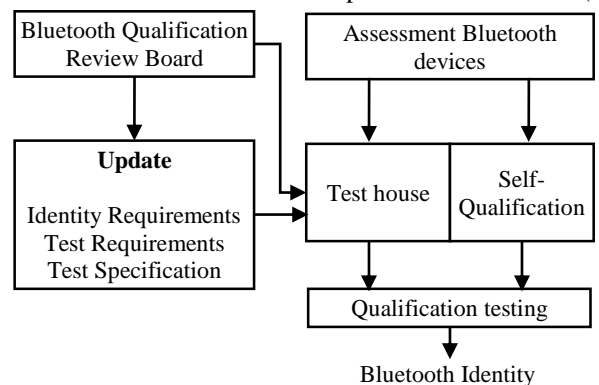 Bluetooth Qualification
Review Board
Assessment Bluetooth
devices
Update
Identity Requirements
Test Requirements
Test Specification
Test house
Self-
Qualification
Qualification testing
Bluetooth Identity